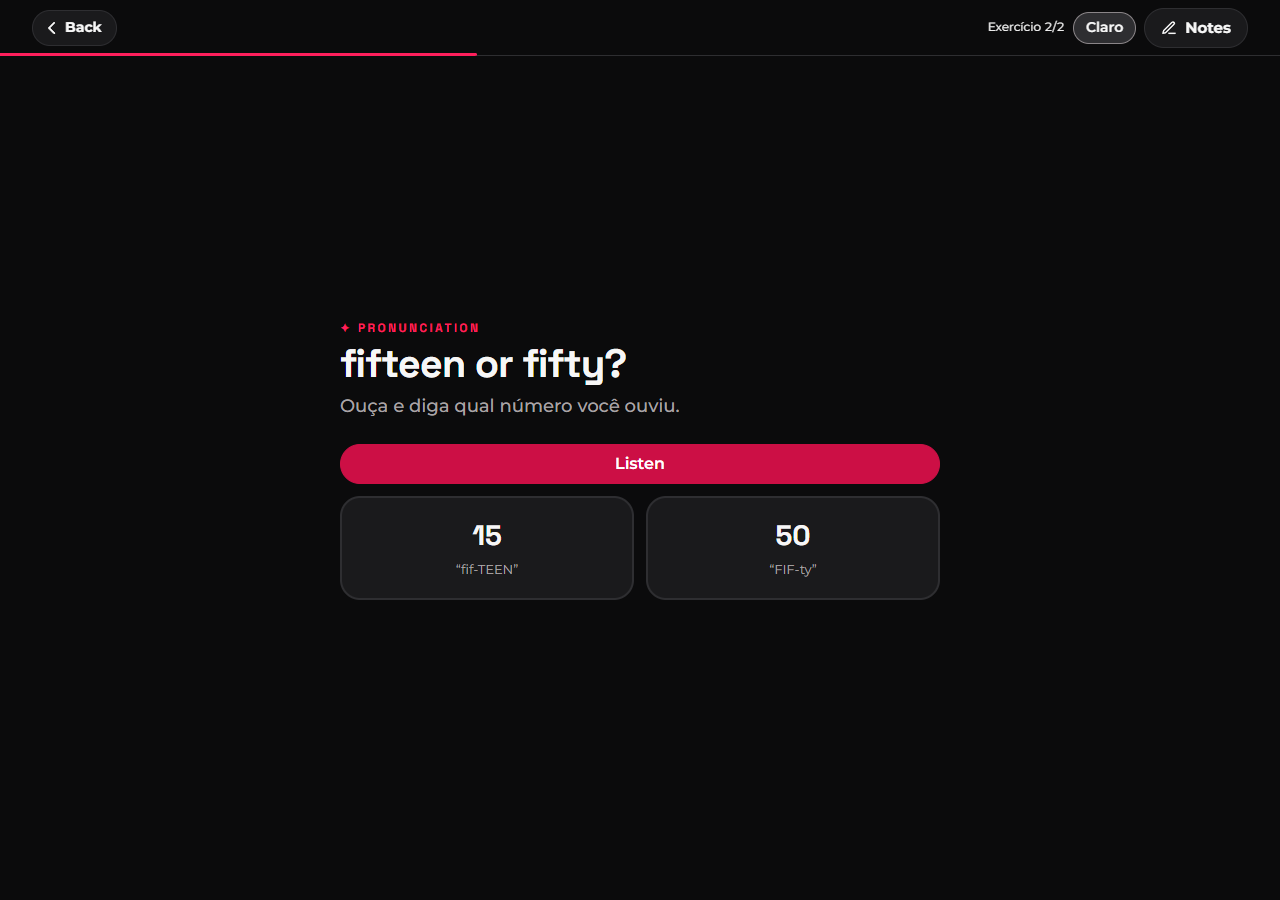 Back
Exercício 2/2
Claro
Notes
✦ PRONUNCIATION
fifteen or fifty?
Ouça e diga qual número você ouviu.
Listen
15
“fif-TEEN”
50
“FIF-ty”